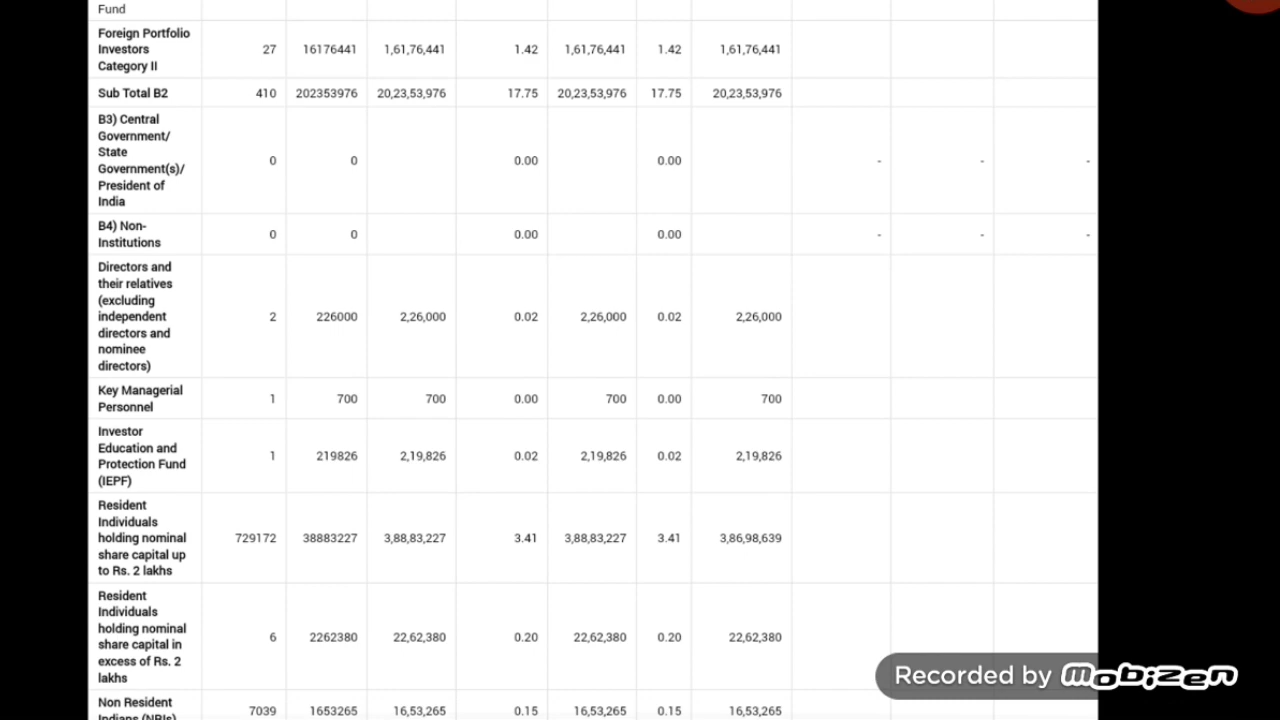 Fund
Foreign Portfolio
Investors
Category II
27 16176441 1,61,76,441 1.42 1,61,76,441 1.42 1,61,76,441
Sub Total B2 410 202353976 20,23,53,976 17.75 20,23,53,976 17.75 20,23,53,976
B3) Central
Government/
State
Government(s)/
President of
India
0 0 0.00 0.00 - - -
B4) Non-
Institutions
0 0 0.00 0.00 - - -
Directors and
their relatives
(excluding
independent
directors and
nominee
directors)
2 226000 2,26,000 0.02 2,26,000 0.02 2,26,000
Key Managerial
Personnel
1 700 700 0.00 700 0.00 700
Investor
Education and
Protection Fund
(IEPF)
1 219826 2,19,826 0.02 2,19,826 0.02 2,19,826
Resident
Individuals
holding nominal
share capital up
to Rs. 2 lakhs
729172 38883227 3,88,83,227 3.41 3,88,83,227 3.41 3,86,98,639
Resident
Individuals
holding nominal
share capital in
excess of Rs. 2
lakhs
6 2262380 22,62,380 0.20 22,62,380 0.20 22,62,380
Non Resident
Indians (NRIs)
7039 1653265 16,53,265 0.15 16,53,265 0.15 16,53,265
Recorded by mobizen